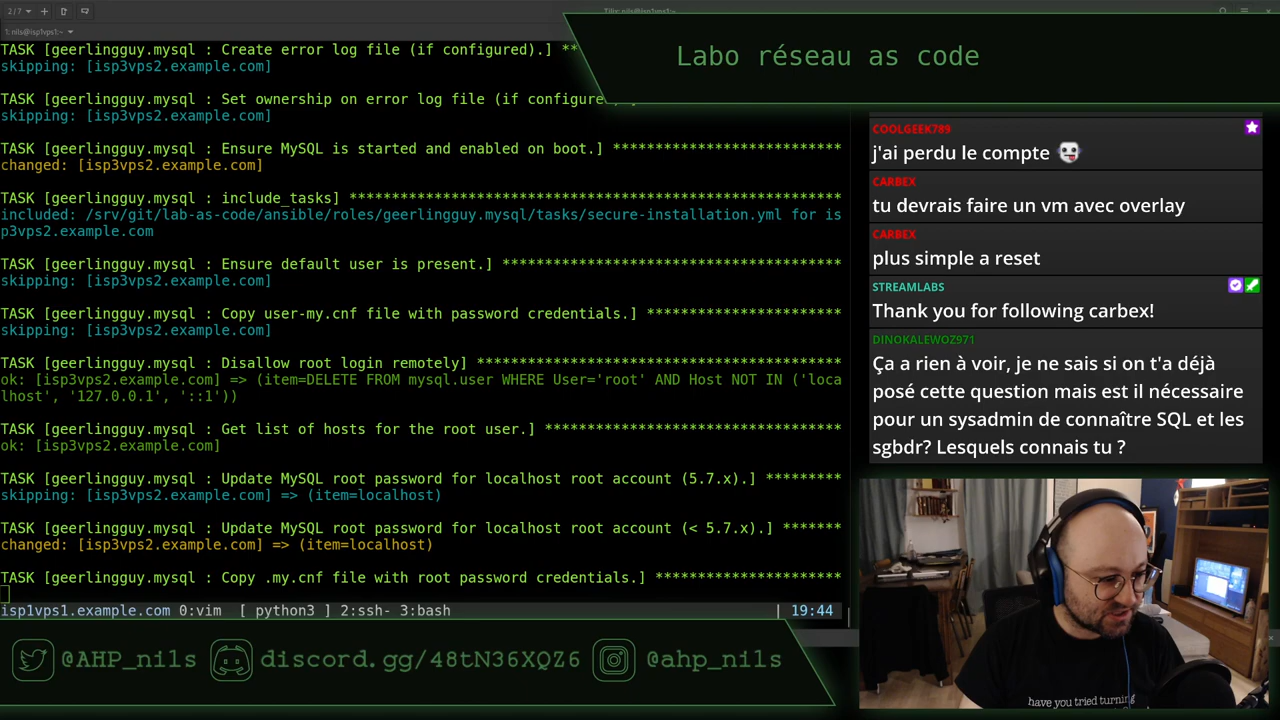 2/7
Tilix: nils@isp1vps1:~
1: nils@isp1vps1:~
Labo réseau as code
TASK [geerlingguy.mysql : Create error log file (if configured).] **
skipping: [isp3vps2.example.com]
TASK [geerlingguy.mysql : Set ownership on error log file (if configure
skipping: [isp3vps2.example.com]
TASK [geerlingguy.mysql : Ensure MySQL is started and enabled on boot.] ***************************
changed: [isp3vps2.example.com]
TASK [geerlingguy.mysql : include_tasks] **********************************************************
included: /srv/git/lab-as-code/ansible/roles/geerlingguy.mysql/tasks/secure-installation.yml for is
p3vps2.example.com
TASK [geerlingguy.mysql : Ensure default user is present.] ****************************************
skipping: [isp3vps2.example.com]
TASK [geerlingguy.mysql : Copy user-my.cnf file with password credentials.] ***********************
skipping: [isp3vps2.example.com]
TASK [geerlingguy.mysql : Disallow root login remotely] *******************************************
ok: [isp3vps2.example.com] => (item=DELETE FROM mysql.user WHERE User='root' AND Host NOT IN ('loca
lhost', '127.0.0.1', '::1'))
TASK [geerlingguy.mysql : Get list of hosts for the root user.] ***********************************
ok: [isp3vps2.example.com]
TASK [geerlingguy.mysql : Update MySQL root password for localhost root account (5.7.x).] *********
skipping: [isp3vps2.example.com] => (item=localhost)
TASK [geerlingguy.mysql : Update MySQL root password for localhost root account (< 5.7.x).] *******
changed: [isp3vps2.example.com] => (item=localhost)
TASK [geerlingguy.mysql : Copy .my.cnf file with root password credentials.] **********************
isp1vps1.example.com 0:vim [ python3 ] 2:ssh- 3:bash | 19:44
COOLGEEK789
j'ai perdu le compte
CARBEX
tu devrais faire un vm avec overlay
CARBEX
plus simple a reset
STREAMLABS
Thank you for following carbex!
DINOKALEWOZ971
Ça a rien à voir, je ne sais si on t'a déjà
posé cette question mais est il nécessaire
pour un sysadmin de connaître SQL et les
sgbdr? Lesquels connais tu ?
@AHP_nils discord.gg/48tN36XQZ6 @ahp_nils
have you tried turning